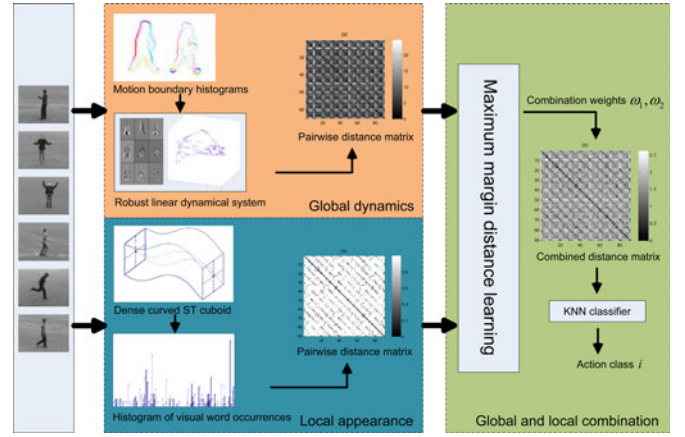 Motion boundary histograms
Robust linear dynamical system
Pairwise distance matrix
Global dynamics
Dense curved ST cuboid
Histogram of visual word occurrences
Pairwise distance matrix
Local appearance
Maximum margin distance learning
Combination weights ω₁, ω₂
Combined distance matrix
KNN classifier
Action class i
Global and local combination